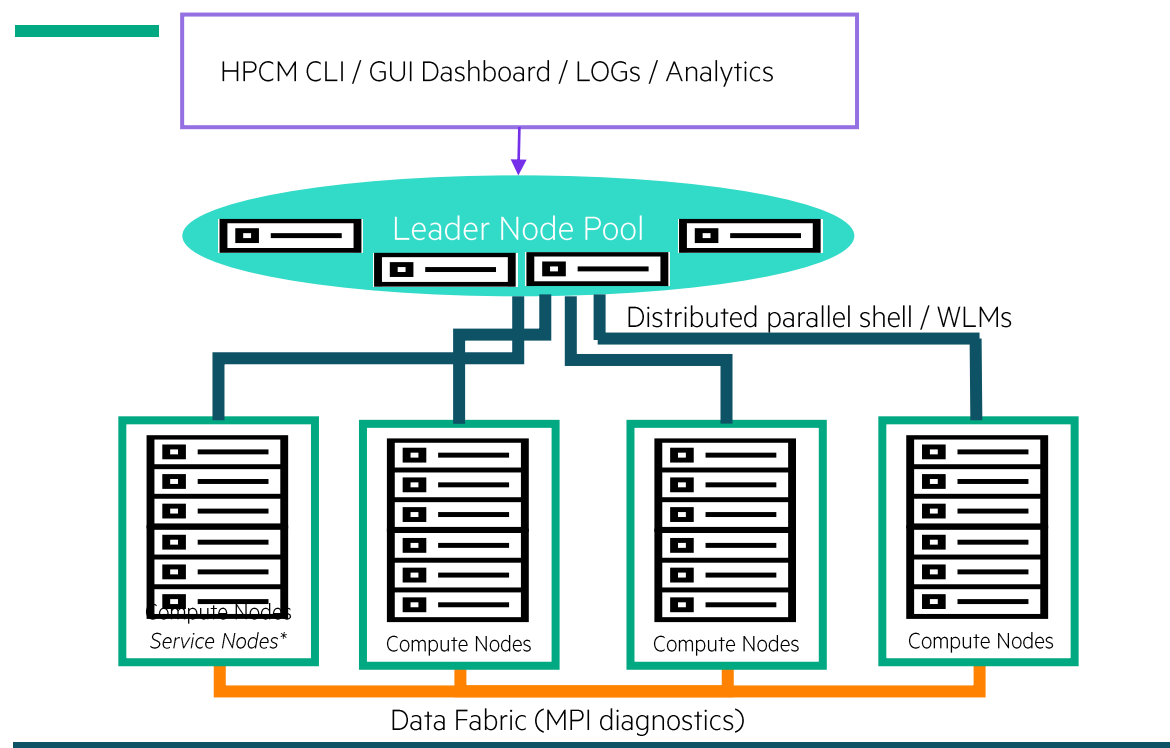 HPCM CLI / GUI Dashboard / LOGs / Analytics
Leader Node Pool
Distributed parallel shell / WLMs
Compute Nodes
Service Nodes*
Compute Nodes
Compute Nodes
Compute Nodes
Data Fabric (MPI diagnostics)